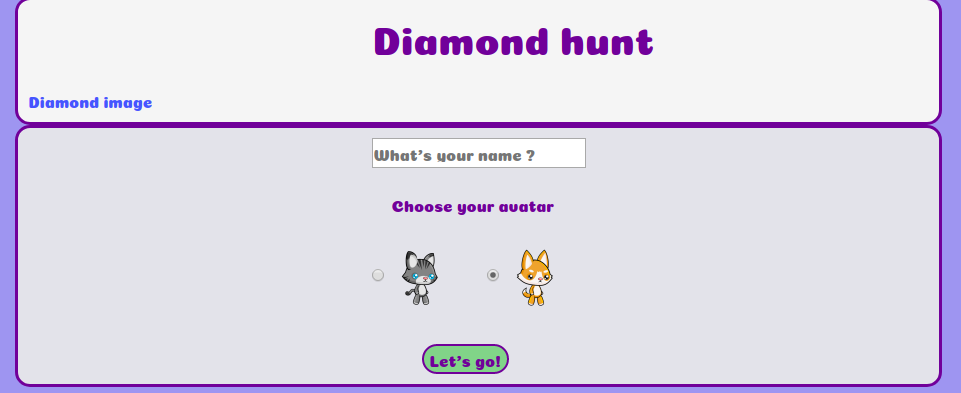 Diamond hunt
Diamond image
What's your name ?
Choose your avatar
Let's go!